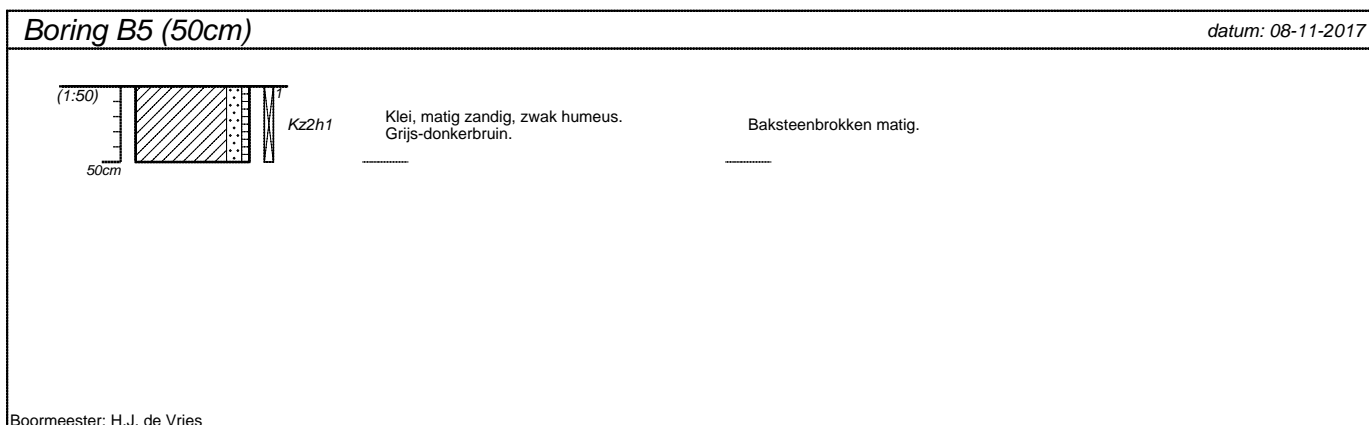 Boring B5 (50cm)
datum: 08-11-2017
(1:50)
1
Kz2h1
Klei, matig zandig, zwak humeus.
Grijs-donkerbruin.
Baksteenbrokken matig.
50cm
Boormeester: H.J. de Vries